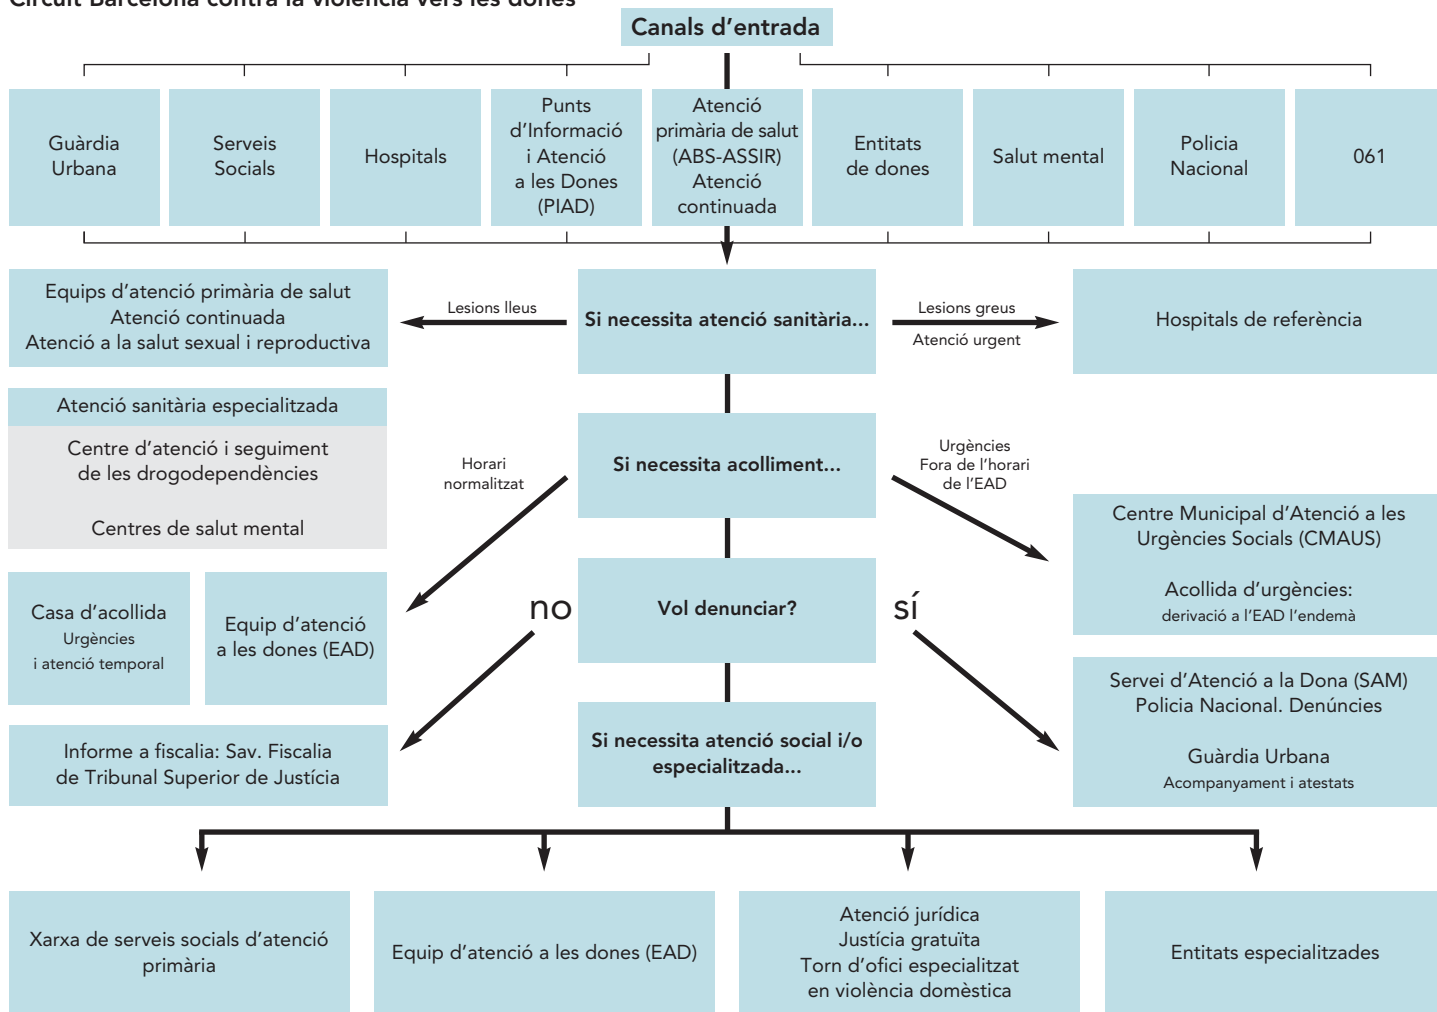 Circuit Barcelona contra la violència vers les dones
Canals d’entrada
Guàrdia
Urbana
Serveis
Socials
Hospitals
Punts
d’Informació
i Atenció
a les Dones
(PIAD)
Atenció
primària de salut
(ABS-ASSIR)
Atenció
continuada
Entitats
de dones
Salut mental
Policia
Nacional
061
Equips d’atenció primària de salut
Atenció continuada
Atenció a la salut sexual i reproductiva
Lesions lleus
Si necessita atenció sanitària...
Lesions greus
Atenció urgent
Hospitals de referència
Atenció sanitària especialitzada
Centre d’atenció i seguiment
de les drogodependències
Centres de salut mental
Horari
normalitzat
Si necessita acolliment...
Urgències
Fora de l’horari
de l’EAD
Centre Municipal d’Atenció a les
Urgències Socials (CMAUS)
Acollida d’urgències:
derivació a l’EAD l’endemà
Casa d’acollida
Urgències
i atenció temporal
Equip d’atenció
a les dones (EAD)
no
Vol denunciar?
sí
Informe a fiscalia: Sav. Fiscalia
de Tribunal Superior de Justícia
Si necessita atenció social i/o
especialitzada...
Servei d’Atenció a la Dona (SAM)
Policia Nacional. Denúncies
Guàrdia Urbana
Acompanyament i atestats
Xarxa de serveis socials d’atenció
primària
Equip d’atenció a les dones (EAD)
Atenció jurídica
Justícia gratuïta
Torn d’ofici especialitzat
en violència domèstica
Entitats especialitzades